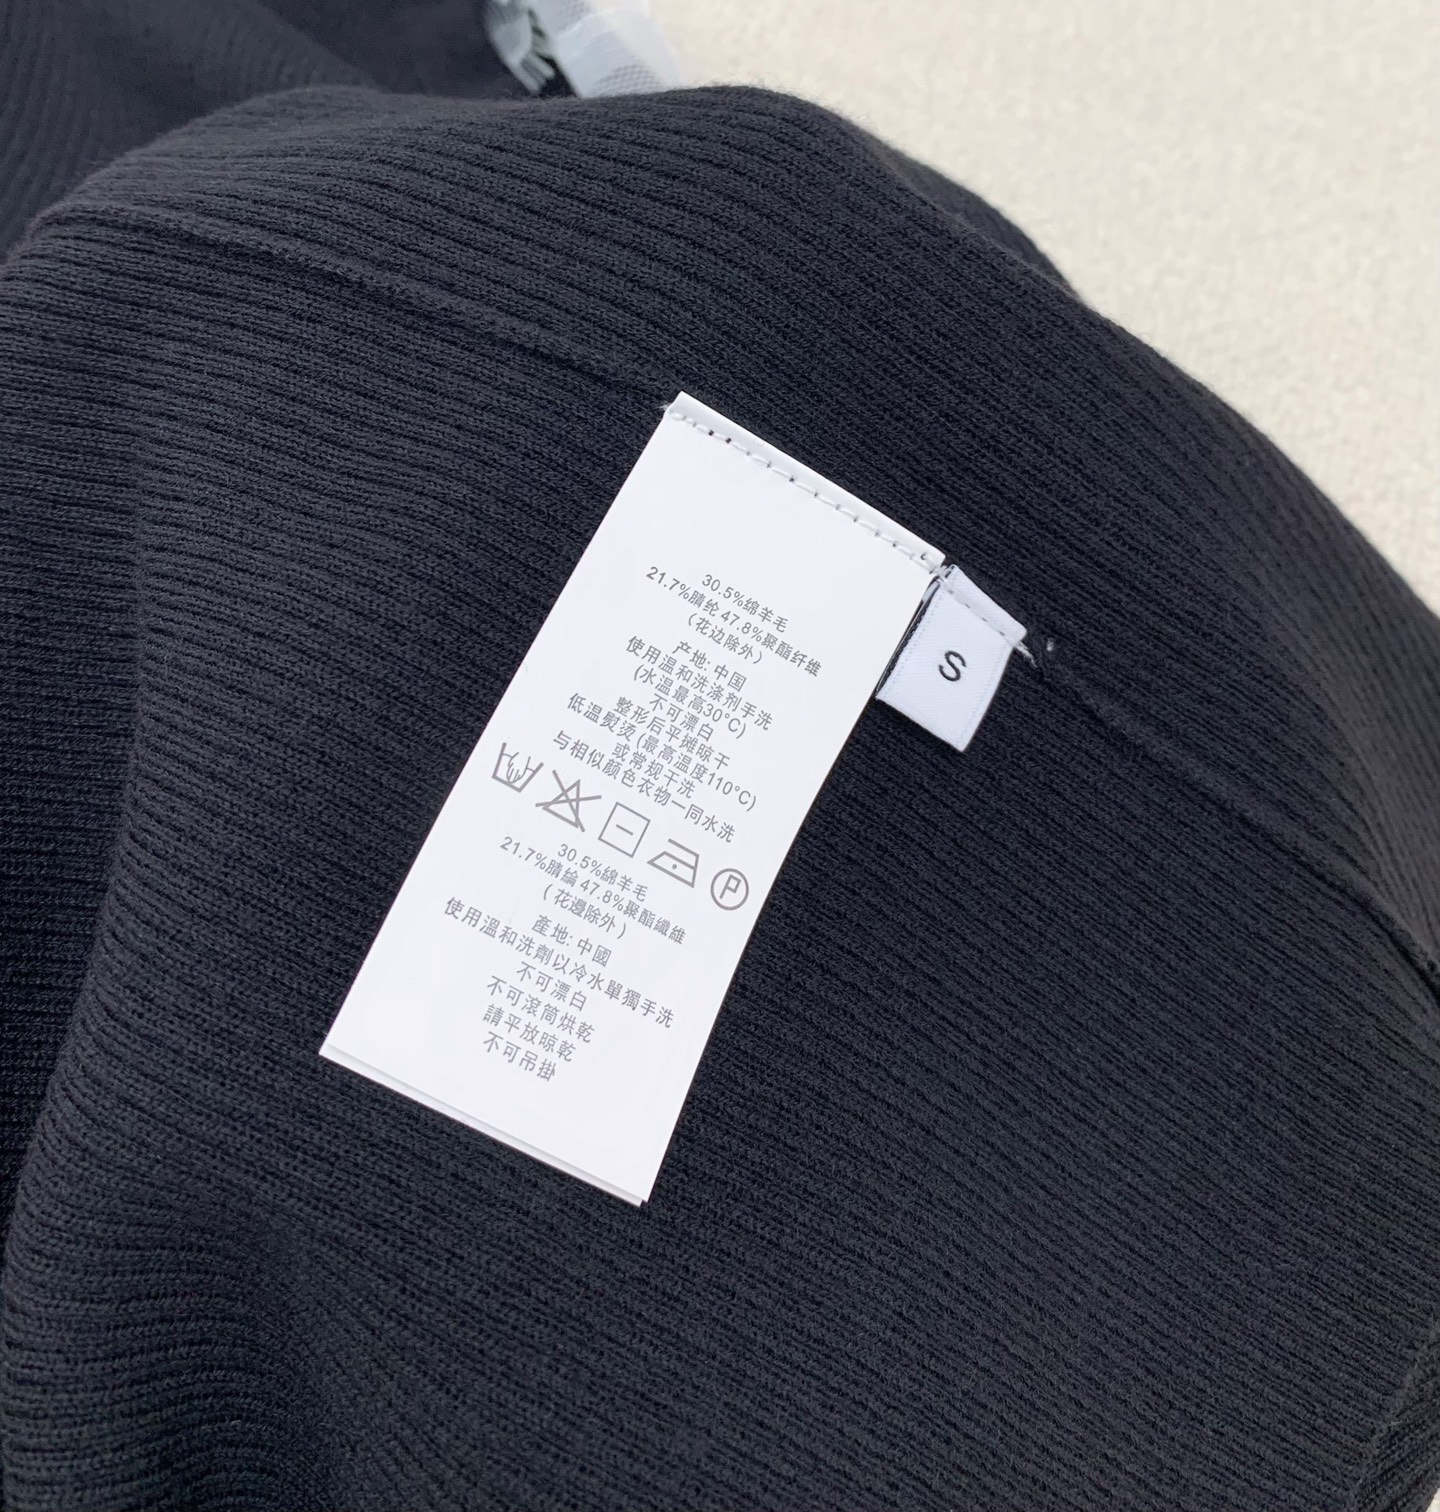 30.5%绵羊毛
21.7%腈纶 47.8%聚酯纤维
(花边除外)
产地: 中国
使用温和洗涤剂手洗
(水温最高30°C)
不可漂白
整形后平摊晾干
低温熨烫(最高温度110°C)
或常规干洗
与相似颜色衣物一同水洗
P
30.5%綿羊毛
21.7%腈綸 47.8%聚酯纖維
(花邊除外)
產地: 中國
使用溫和洗劑以冷水單獨手洗
不可漂白
不可滾筒烘乾
請平放晾乾
不可吊掛
S